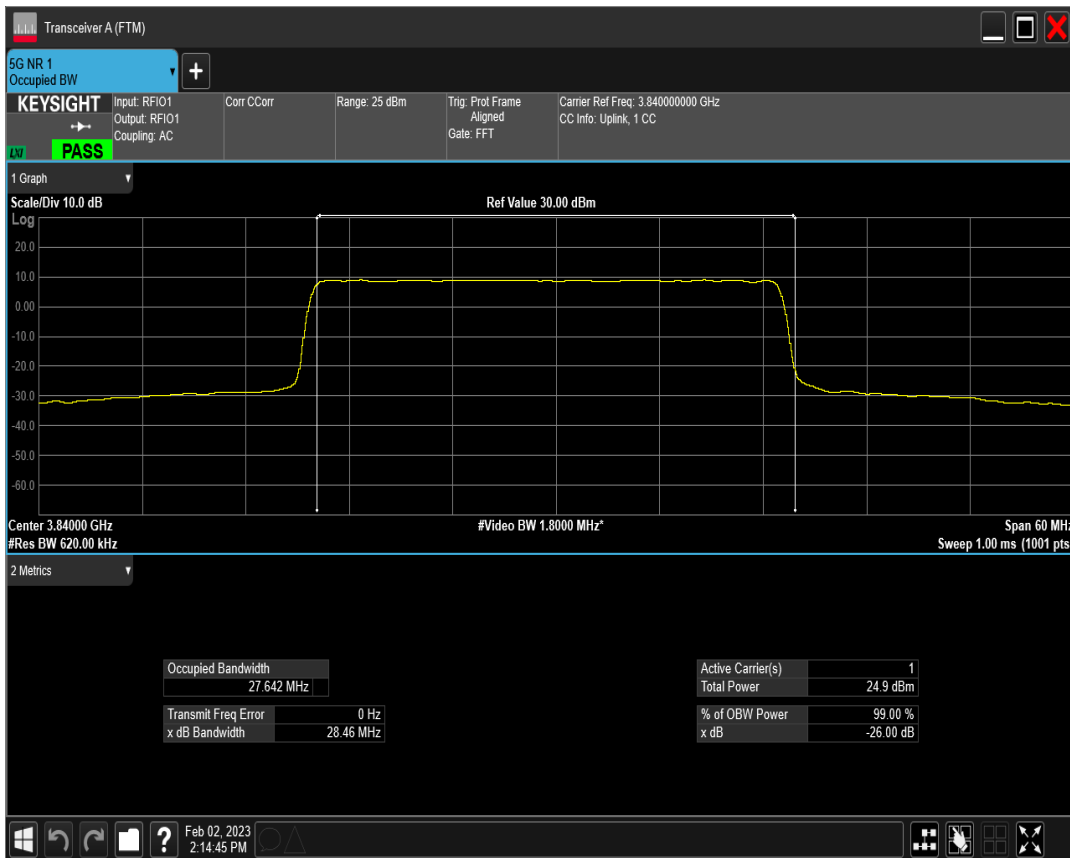 Transceiver A (FTM)
5G NR 1
Occupied BW
+
KEYSIGHT
LXI
PASS
Input: RFIO1
Output: RFIO1
Coupling: AC
Corr CCorr
Range: 25 dBm
Trig: Prot Frame
Aligned
Gate: FFT
Carrier Ref Freq: 3.840000000 GHz
CC Info: Uplink, 1 CC
1 Graph
Scale/Div 10.0 dB
Ref Value 30.00 dBm
Log
20.0
10.0
0.00
-10.0
-20.0
-30.0
-40.0
-50.0
-60.0
Center 3.84000 GHz
#Video BW 1.8000 MHz*
Span 60 MHz
#Res BW 620.00 kHz
Sweep 1.00 ms (1001 pts
2 Metrics
Occupied Bandwidth
27.642 MHz
Transmit Freq Error 0 Hz
x dB Bandwidth 28.46 MHz
Active Carrier(s) 1
Total Power 24.9 dBm
% of OBW Power 99.00 %
x dB -26.00 dB
?
Feb 02, 2023
2:14:45 PM